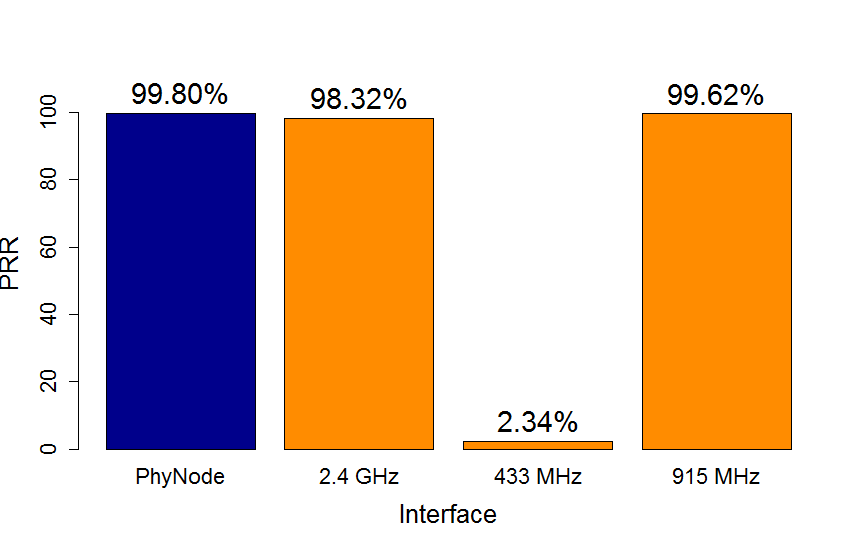 99.80%
98.32%
2.34%
99.62%
PRR
100
80
60
40
20
0
PhyNode
2.4 GHz
433 MHz
915 MHz
Interface